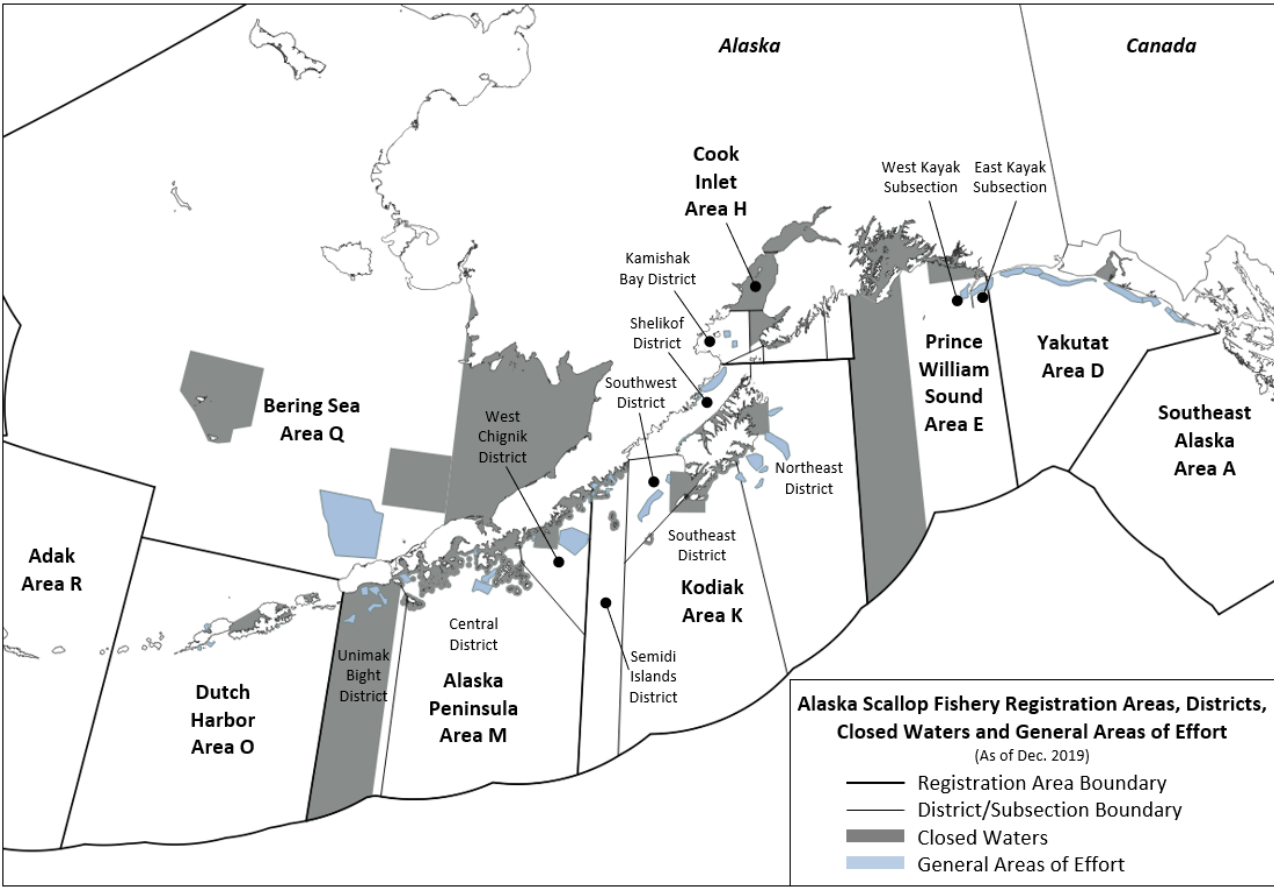 Alaska
Canada
Cook
Inlet
Area H
West Kayak
Subsection
East Kayak
Subsection
Kamishak
Bay District
Shelikof
District
Southwest
District
West
Chignik
District
Bering Sea
Area Q
Prince
William
Sound
Area E
Yakutat
Area D
Southeast
Alaska
Area A
Northeast
District
Southeast
District
Kodiak
Area K
Adak
Area R
Central
District
Unimak
Bight
District
Semidi
Islands
District
Alaska
Peninsula
Area M
Dutch
Harbor
Area O
Alaska Scallop Fishery Registration Areas, Districts,
Closed Waters and General Areas of Effort
(As of Dec. 2019)
Registration Area Boundary
District/Subsection Boundary
Closed Waters
General Areas of Effort